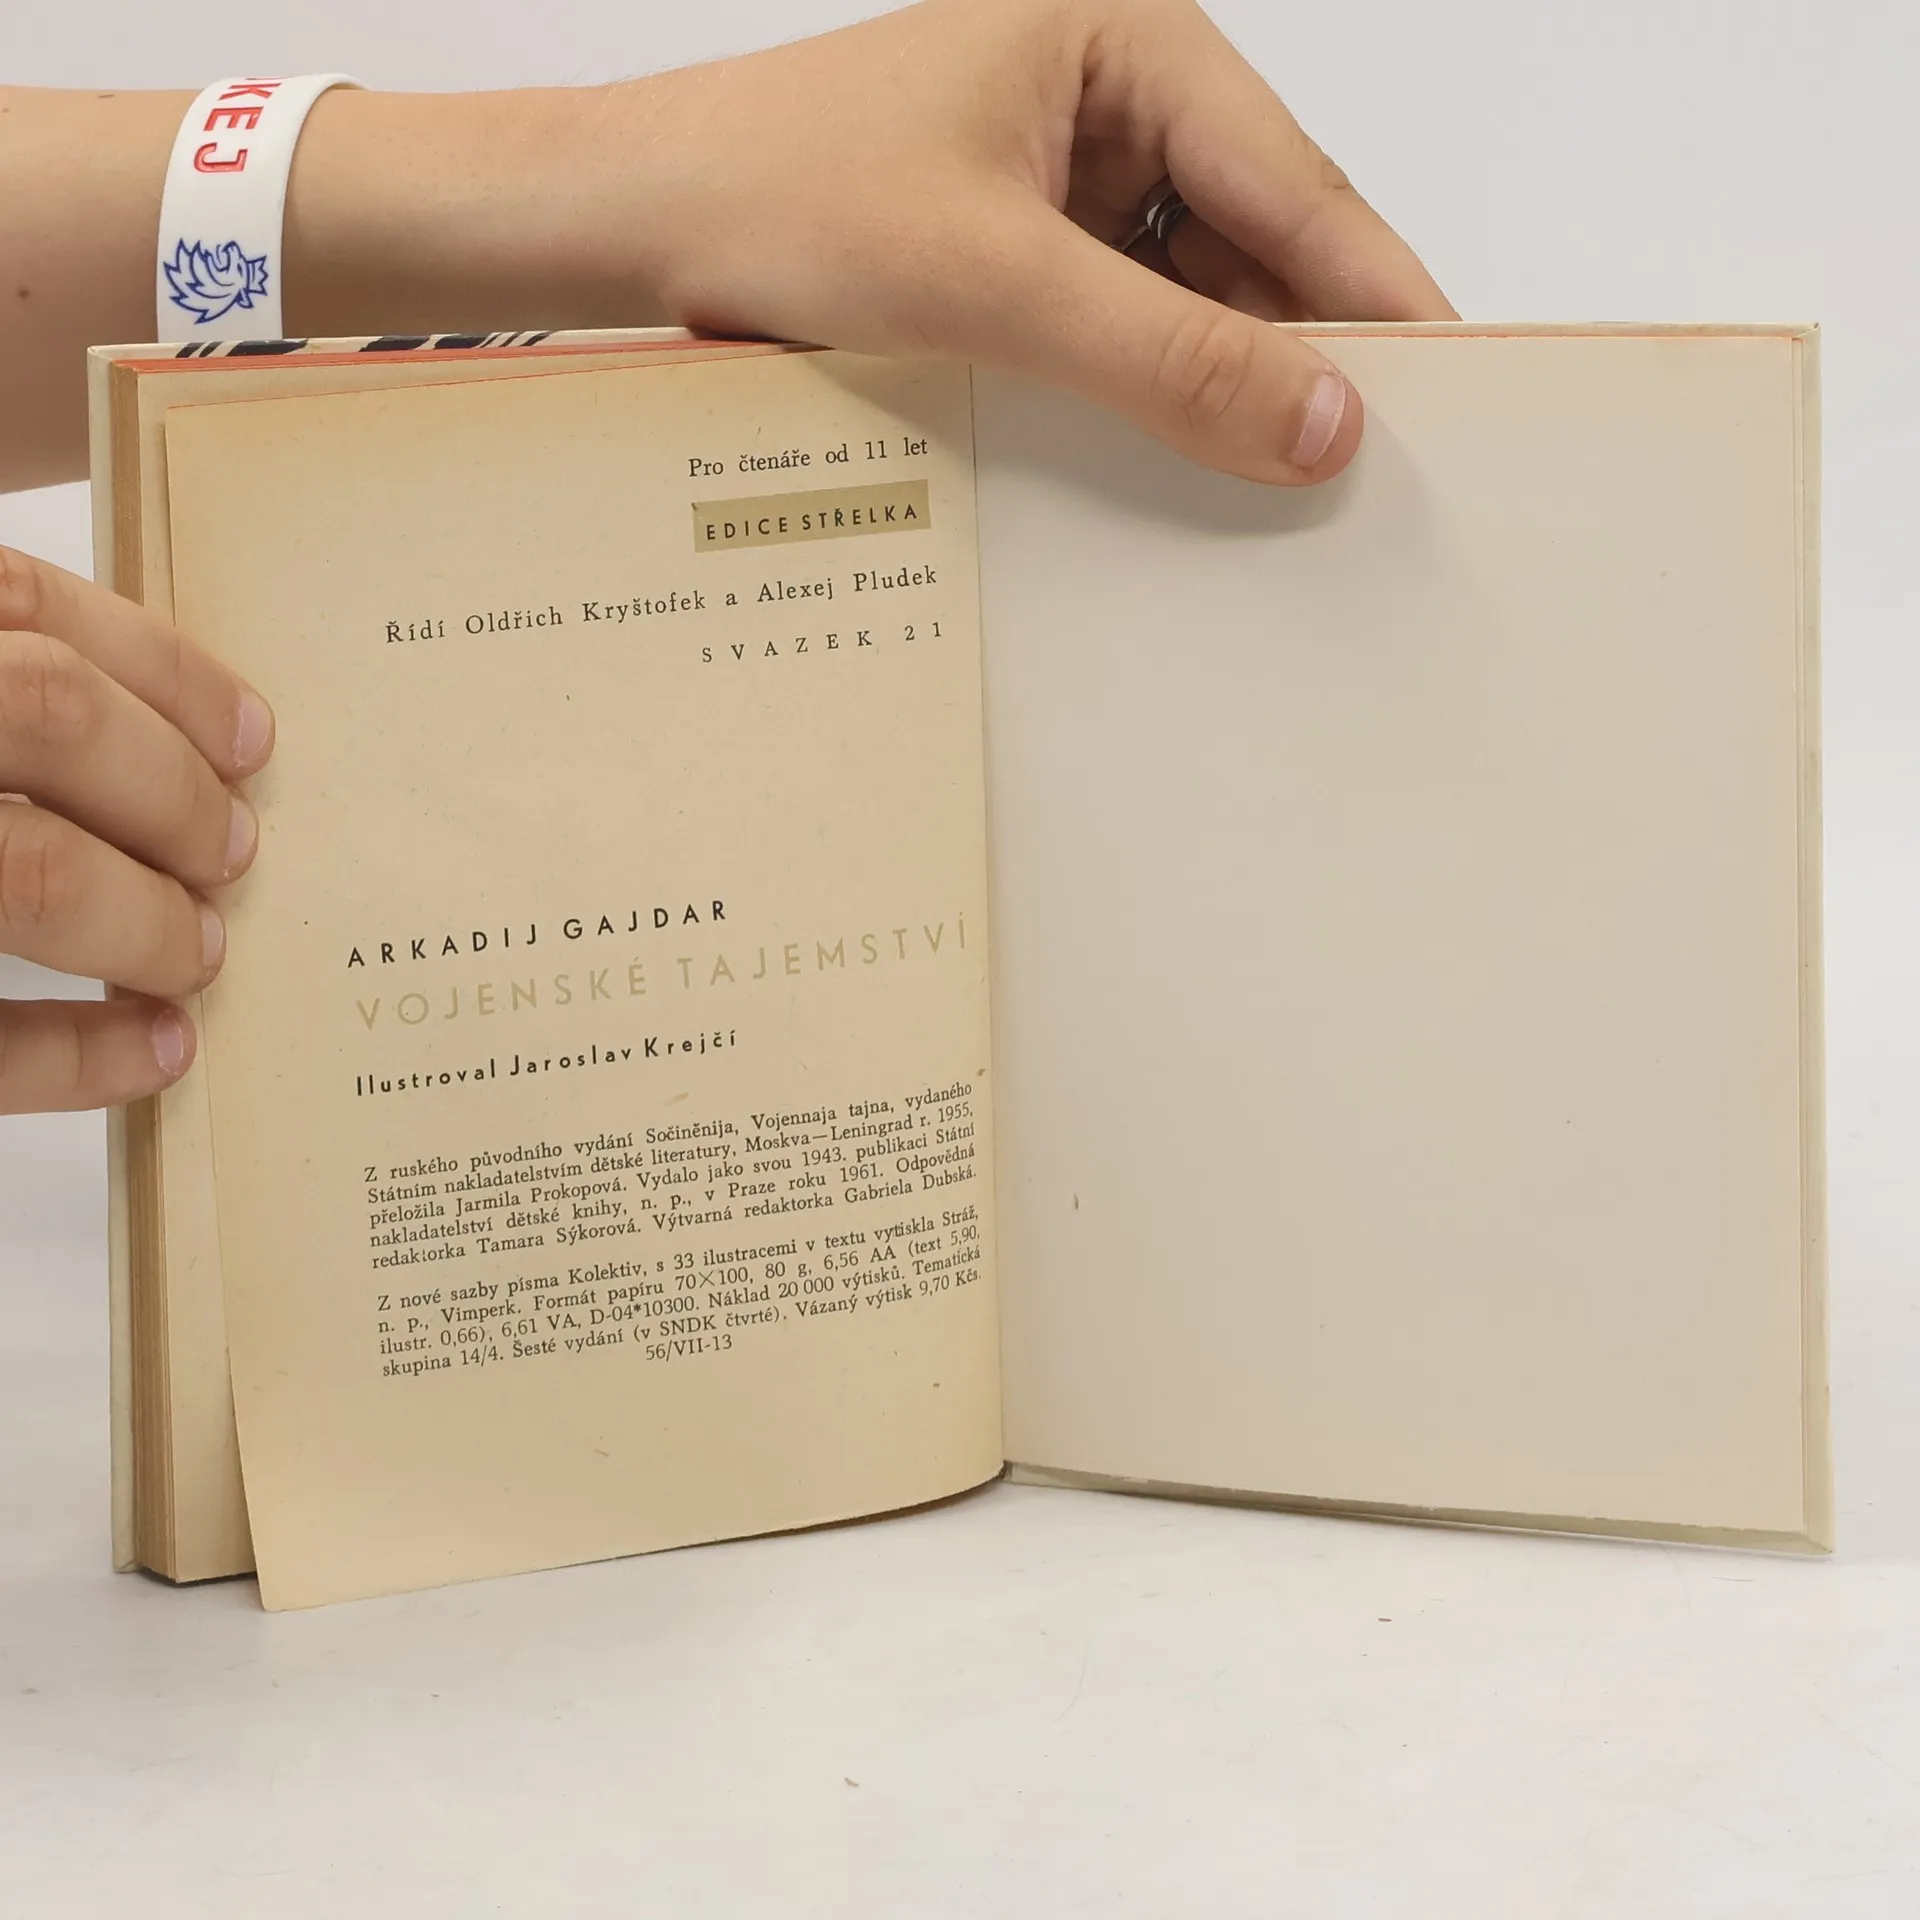 KEJ
Pro čtenáře od 11 let
EDICE STŘELKA
Řídí Oldřich Kryštofek a Alexej Pludek
SVAZEK 21
ARKADIJ GAJDAR
VOJENSKÉ TAJEMSTVÍ
Ilustroval Jaroslav Krejčí
Z ruského původního vydání Sočiněnija, Vojennaja tajna, vydaného
Státním nakladatelstvím dětské literatury, Moskva—Leningrad r. 1955,
přeložila Jarmila Prokopová. Vydalo jako svou 1943. publikaci Státní
nakladatelství dětské knihy, n. p., v Praze roku 1961. Odpovědná
redaktorka Tamara Sýkorová. Výtvarná redaktorka Gabriela Dubská.
Z nové sazby písma Kolektiv, s 33 ilustracemi v textu vytiskla Stráž,
n. p., Vimperk. Formát papíru 70×100, 80 g, 6,56 AA (text 5,90,
ilustr. 0,66), 6,61 VA, D-04*10300. Náklad 20 000 výtisků. Tematická
skupina 14/4. Šesté vydání (v SNDK čtvrté). Vázaný výtisk 9,70 Kčs.
56/VII-13